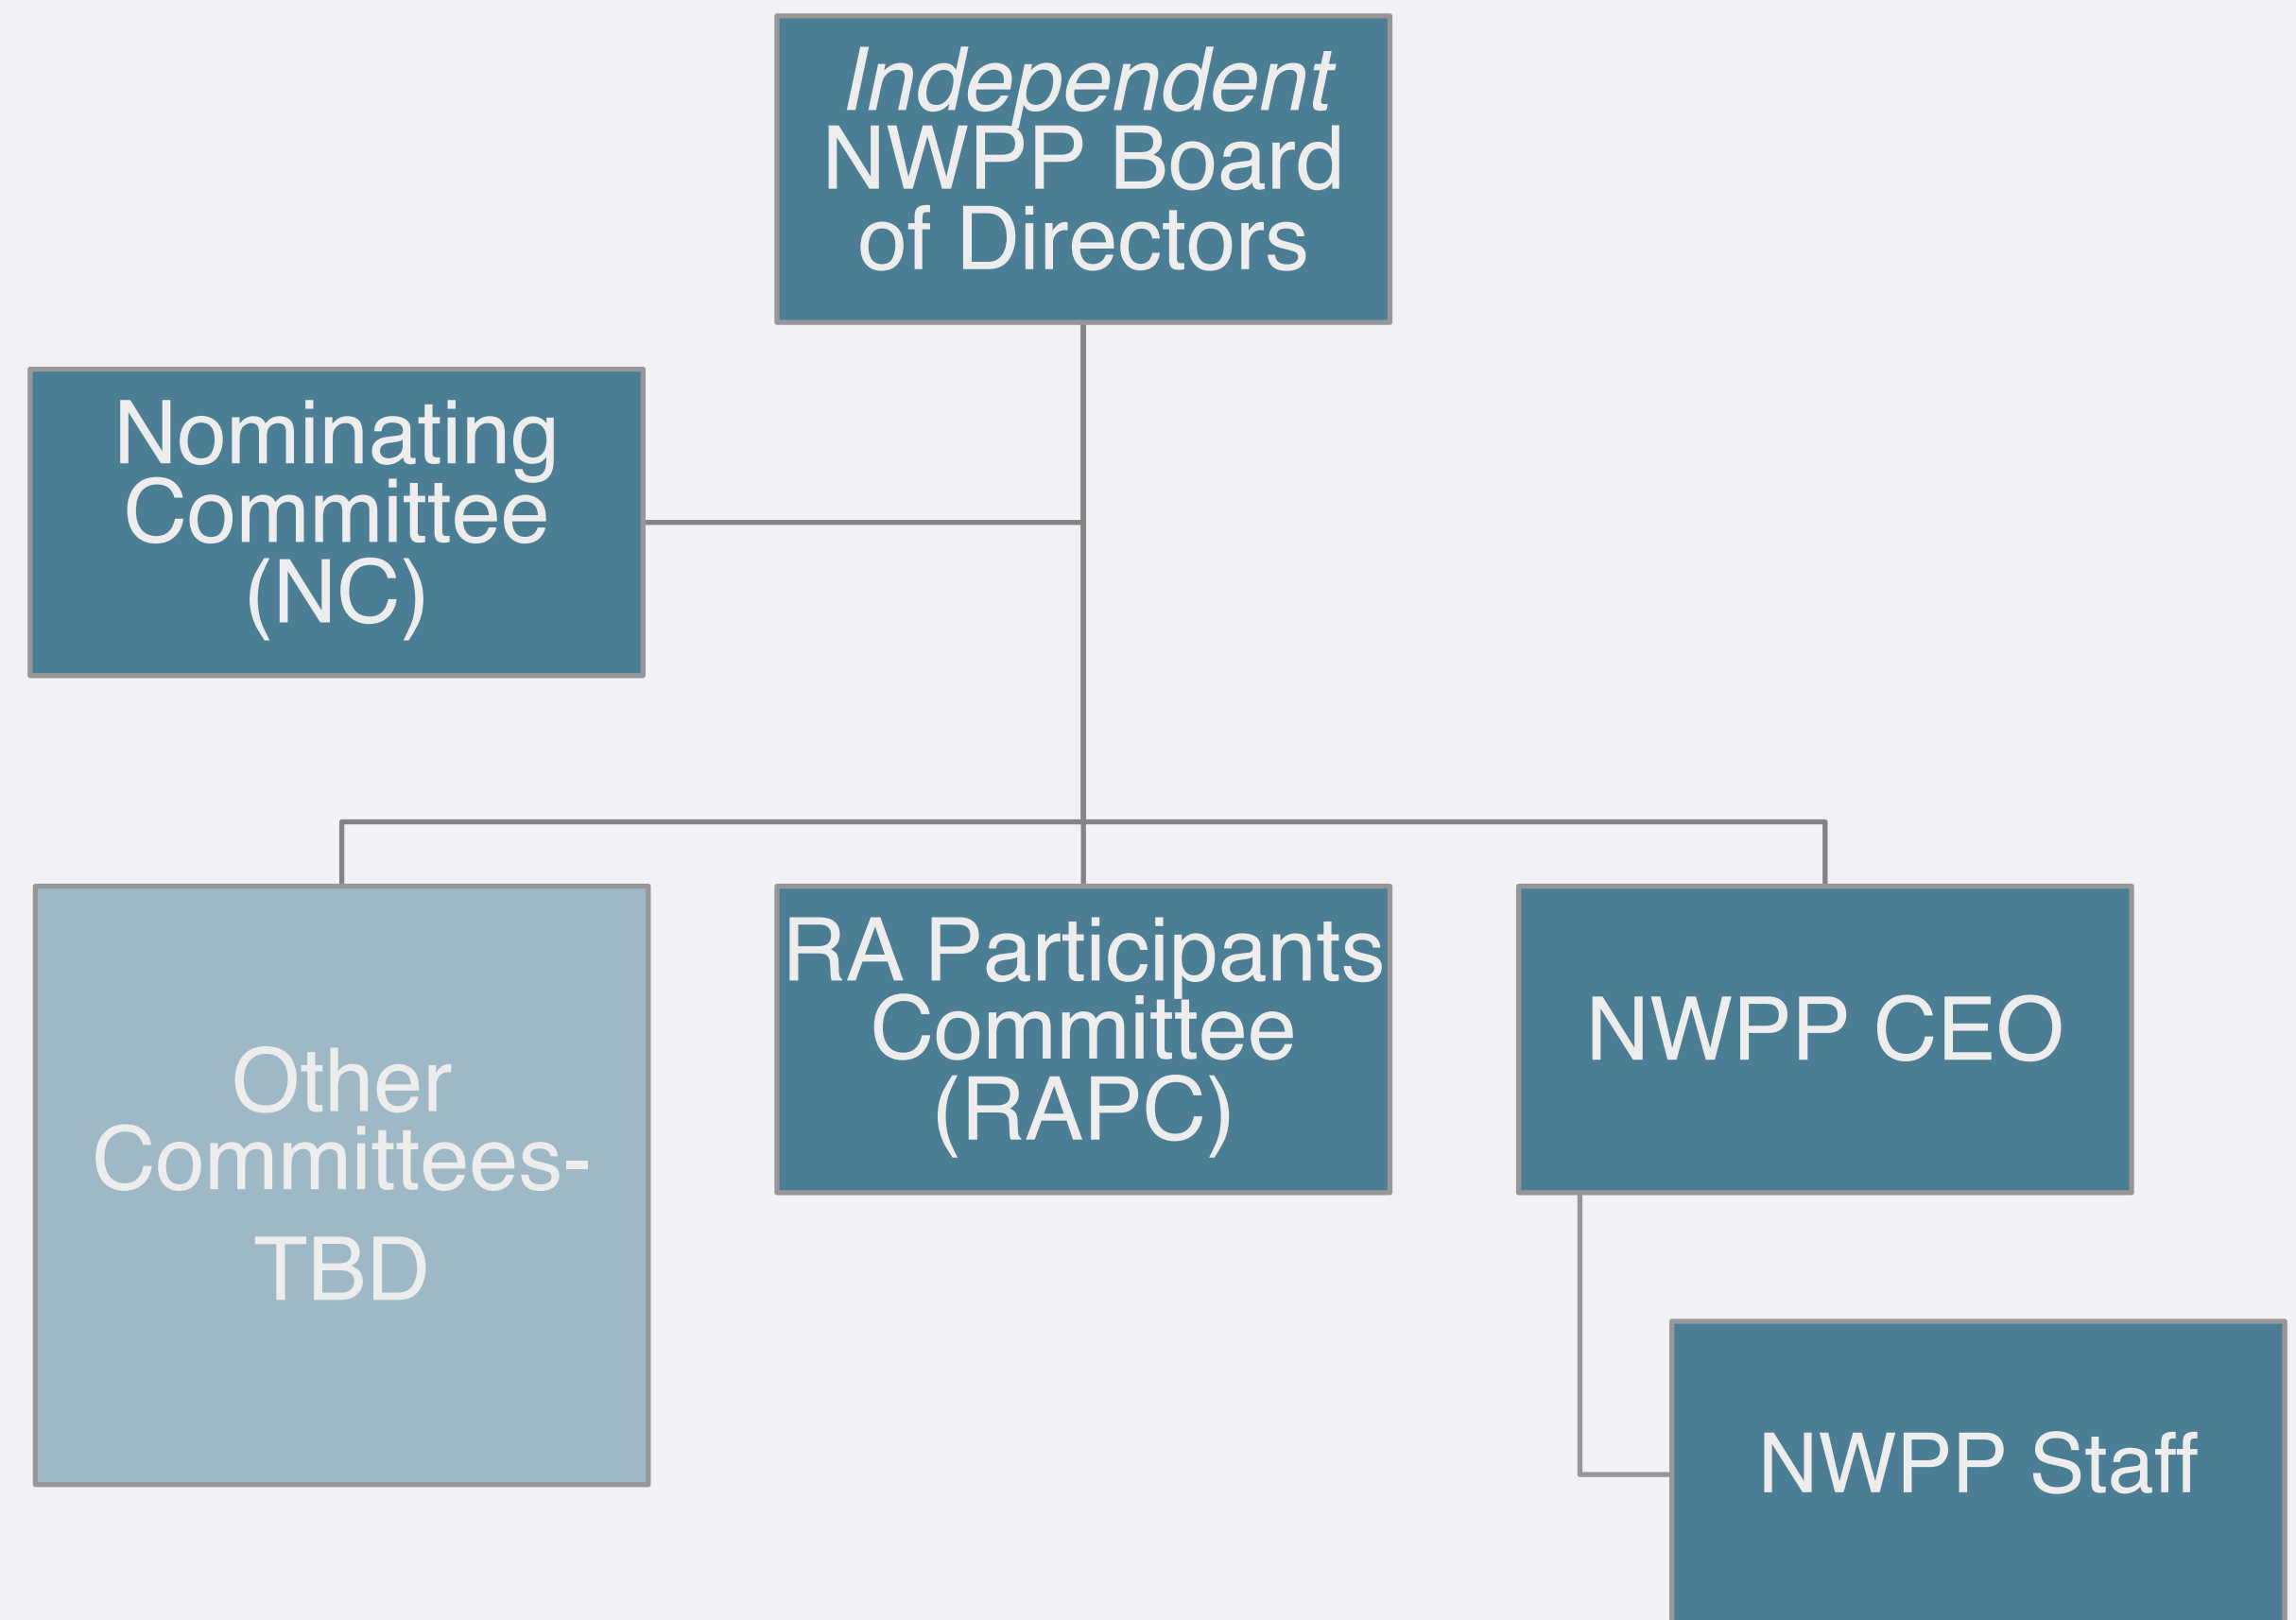 Independent
NWPP Board
of Directors
Nominating
Committee
(NC)
Other
Committees-
TBD
RA Participants
Committee
(RAPC)
NWPP CEO
NWPP Staff